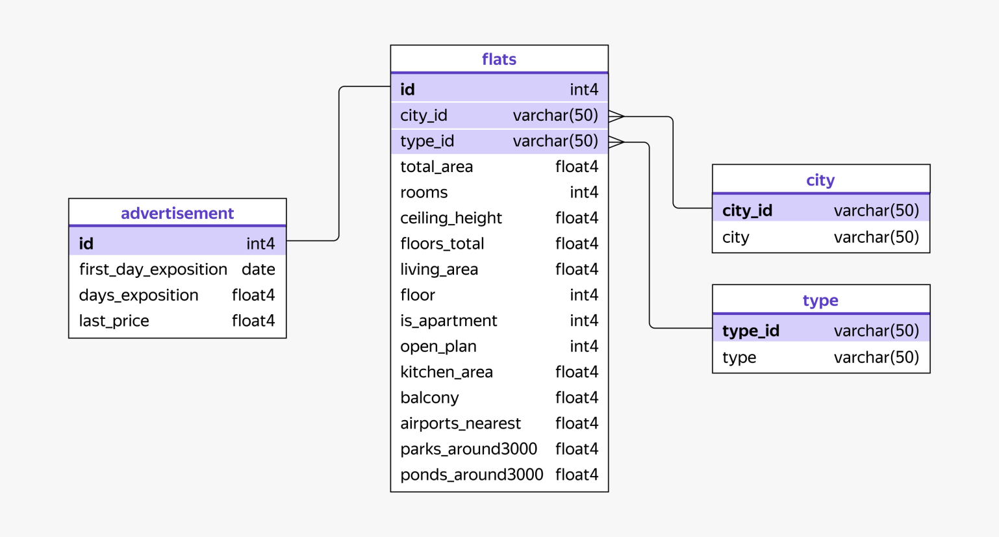 flats
id int4
city_id varchar(50)
type_id varchar(50)
total_area float4
rooms int4
ceiling_height float4
floors_total float4
living_area float4
floor int4
is_apartment int4
open_plan int4
kitchen_area float4
balcony float4
airports_nearest float4
parks_around3000 float4
ponds_around3000 float4
advertisement
id int4
first_day_exposition date
days_exposition float4
last_price float4
city
city_id varchar(50)
city varchar(50)
type
type_id varchar(50)
type varchar(50)